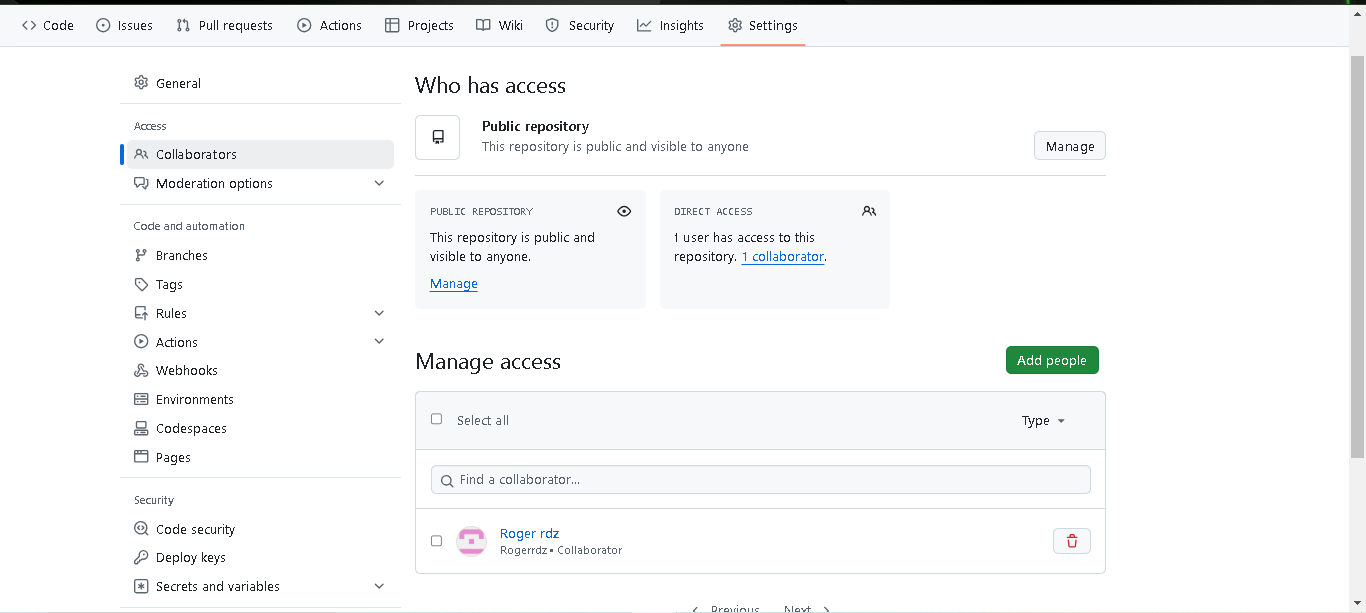 Code Issues Pull requests Actions Projects Wiki Security Insights Settings
General
Access
Collaborators
Moderation options
Code and automation
Branches
Tags
Rules
Actions
Webhooks
Environments
Codespaces
Pages
Security
Code security
Deploy keys
Secrets and variables
Who has access
Public repository
This repository is public and visible to anyone
Manage
PUBLIC REPOSITORY
This repository is public and
visible to anyone.
Manage
DIRECT ACCESS
1 user has access to this
repository. 1 collaborator.
Manage access
Add people
Select all
Type
Find a collaborator...
Roger rdz
Rogerrdz • Collaborator
Previous Next